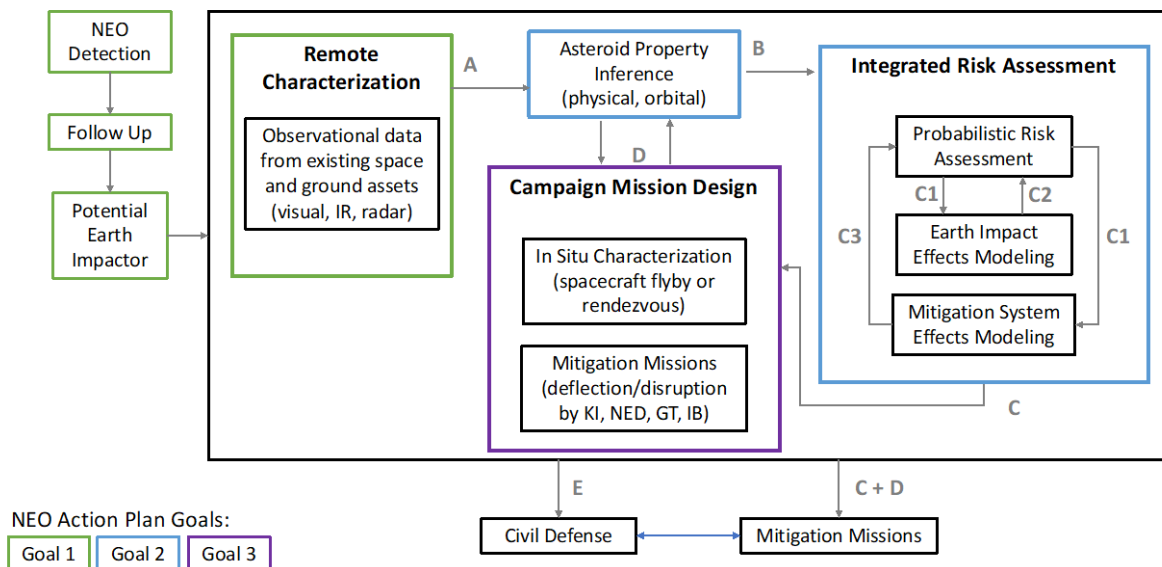 NEO
Detection
Follow Up
Potential
Earth
Impactor
Remote
Characterization
Observational data
from existing space
and ground assets
(visual, IR, radar)
A
Asteroid Property
Inference
(physical, orbital)
B
D
Campaign Mission Design
In Situ Characterization
(spacecraft flyby or
rendezvous)
Mitigation Missions
(deflection/disruption
by KI, NED, GT, IB)
Integrated Risk Assessment
Probabilistic Risk
Assessment
C1
C2
C3
C1
Earth Impact
Effects Modeling
Mitigation System
Effects Modeling
C
E
C + D
Civil Defense
Mitigation Missions
NEO Action Plan Goals:
Goal 1
Goal 2
Goal 3